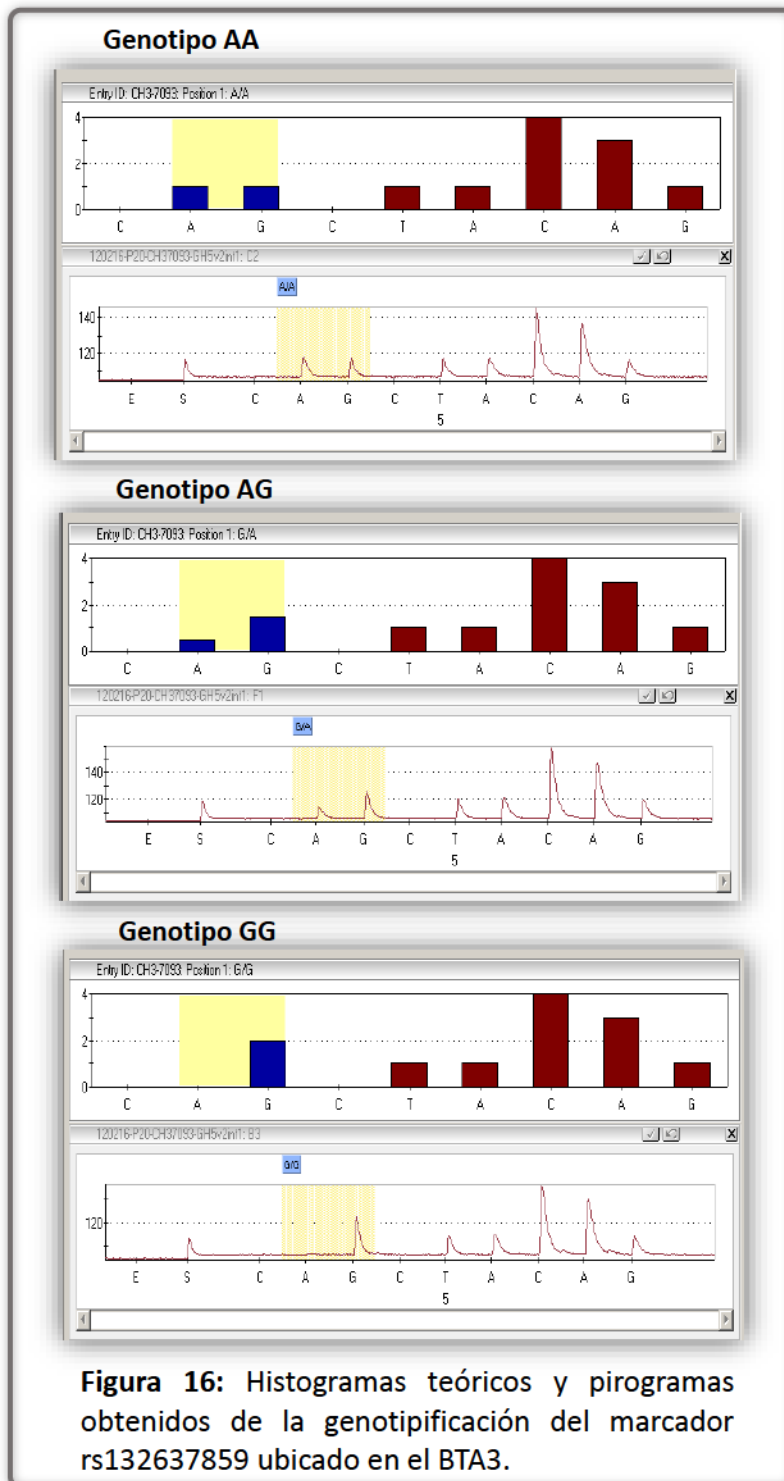 Genotipo AA
Entry ID: CH3-7093: Position 1: A/A
4
2
0
C A G C T A C A G
120216-P20-CH37093-GH5v2inf1: C2
A/A
140
120
E S C A G C T A C A G
5
Genotipo AG
Entry ID: CH3-7093: Position 1: G/A
4
2
0
C A G C T A C A G
120216-P20-CH37093-GH5v2inf1: F1
G/A
140
120
E S C A G C T A C A G
5
Genotipo GG
Entry ID: CH3-7093: Position 1: G/G
4
2
0
C A G C T A C A G
120216-P20-CH37093-GH5v2inf1: B3
G/G
120
E S C A G C T A C A G
5
Figura 16: Histogramas teóricos y pirogramas
obtenidos de la genotipificación del marcador
rs132637859 ubicado en el BTA3.